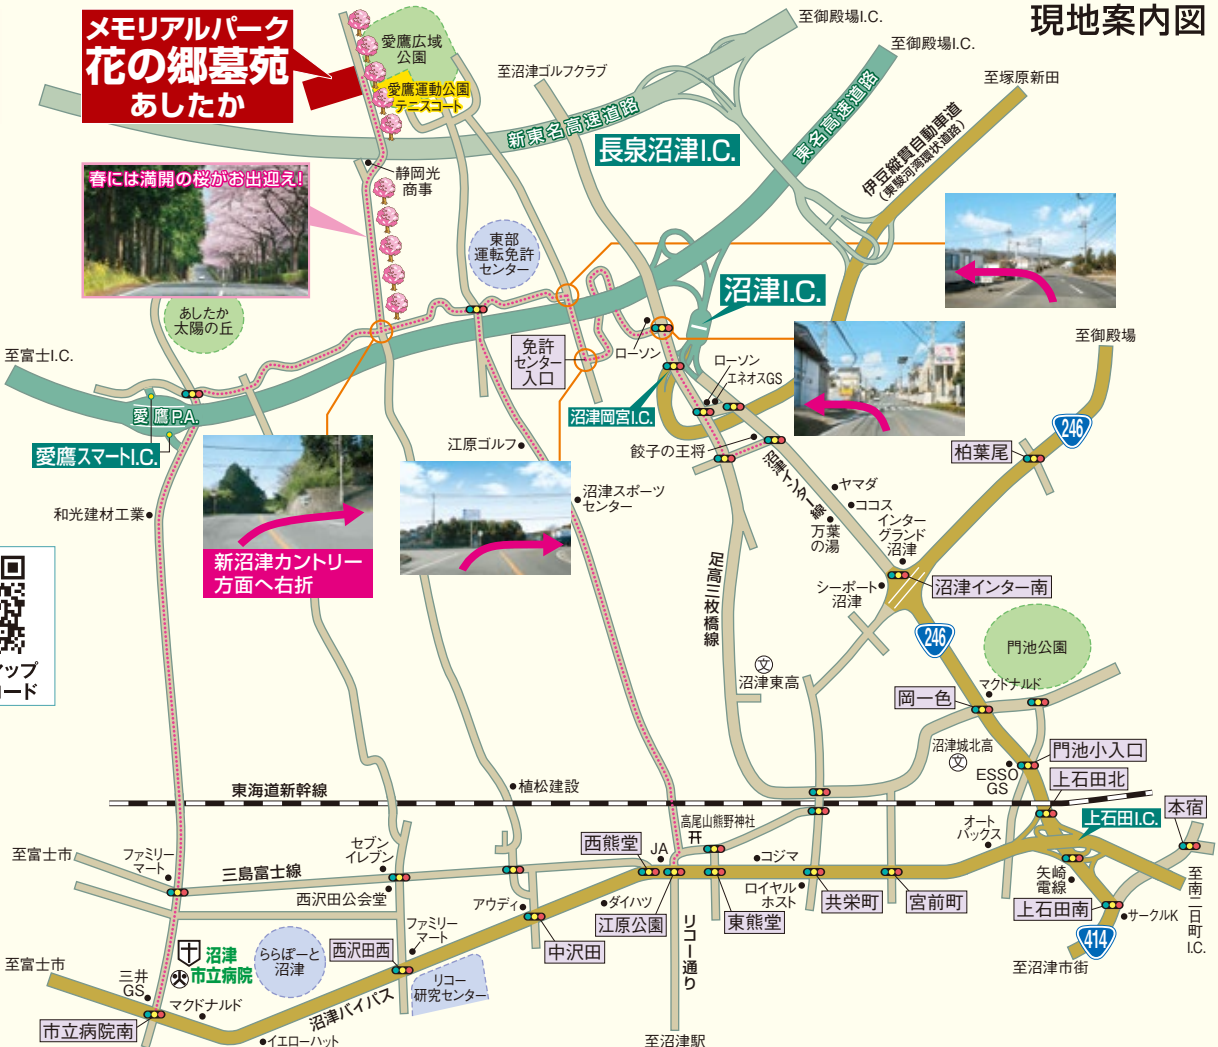 現地案内図
メモリアルパーク
花の郷墓苑
あしたか
愛鷹広域
公園
愛鷹運動公園
テニスコート
至沼津ゴルフクラブ
至御殿場I.C.
至御殿場I.C.
至塚原新田
新東名高速道路
長泉沼津I.C.
東名高速道路
伊豆縦貫自動車道
(東駿河湾環状道路)
春には満開の桜がお出迎え!
静岡光
商事
東部
運転免許
センター
あしたか
太陽の丘
沼津I.C.
至富士I.C.
免許
センター
入口
ローソン
ローソン
エネオスGS
至御殿場
愛鷹P.A.
愛鷹スマートI.C.
沼津岡宮I.C.
江原ゴルフ
餃子の王将
246
柏葉尾
沼津インター線
ヤマダ
ココス
万葉
の湯
インター
グランド
沼津
和光建材工業
沼津スポーツ
センター
新沼津カントリー
方面へ右折
足高三枚橋線
シーポート
沼津
沼津インター南
246
門池公園
マップ
コード
文
沼津東高
岡一色
マクドナルド
沼津城北高
文
門池小入口
ESSO
GS
上石田北
東海道新幹線
植松建設
上石田I.C.
本宿
高尾山熊野神社
オート
バックス
至富士市
ファミリー
マート
セブン
イレブン
三島富士線
西熊堂
JA
コジマ
矢崎
電線
西沢田公会堂
アウディ
ダイハツ
ロイヤル
ホスト
共栄町
宮前町
上石田南
サークルK
至南二日町I.C.
江原公園
東熊堂
414
至沼津市街
ファミリー
マート
中沢田
リコー通り
至富士市
沼津
市立病院
ららぽーと
沼津
西沢田西
リコー
研究センター
三井
GS
マクドナルド
沼津バイパス
市立病院南
イエローハット
至沼津駅